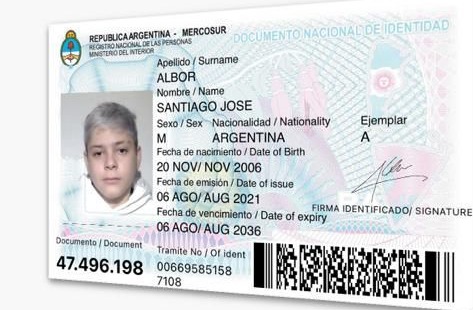 REPUBLICA ARGENTINA - MERCOSUR
REGISTRO NACIONAL DE LAS PERSONAS
MINISTERIO DEL INTERIOR
DOCUMENTO NACIONAL DE IDENTIDAD
Apellido / Surname
ALBOR
Nombre / Name
SANTIAGO JOSE
Sexo / Sex Nacionalidad / Nationality Ejemplar
M ARGENTINA A
Fecha de nacimiento / Date of Birth
20 NOV/ NOV 2006
Fecha de emisión / Date of issue
06 AGO/ AUG 2021
Fecha de vencimiento / Date of expiry
06 AGO/ AUG 2036
FIRMA IDENTIFICADO/ SIGNATURE
Documento / Document
47.496.198
Tramite No / Of ident
00669585158
7108